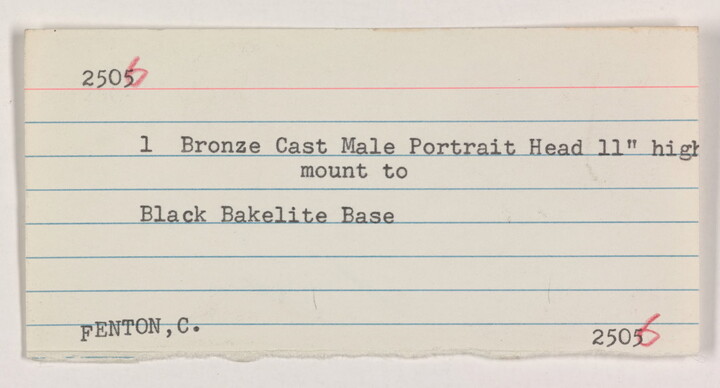 25056
1 Bronze Cast Male Portrait Head 11" high
mount to
Black Bakelite Base
FENTON,C.
25056